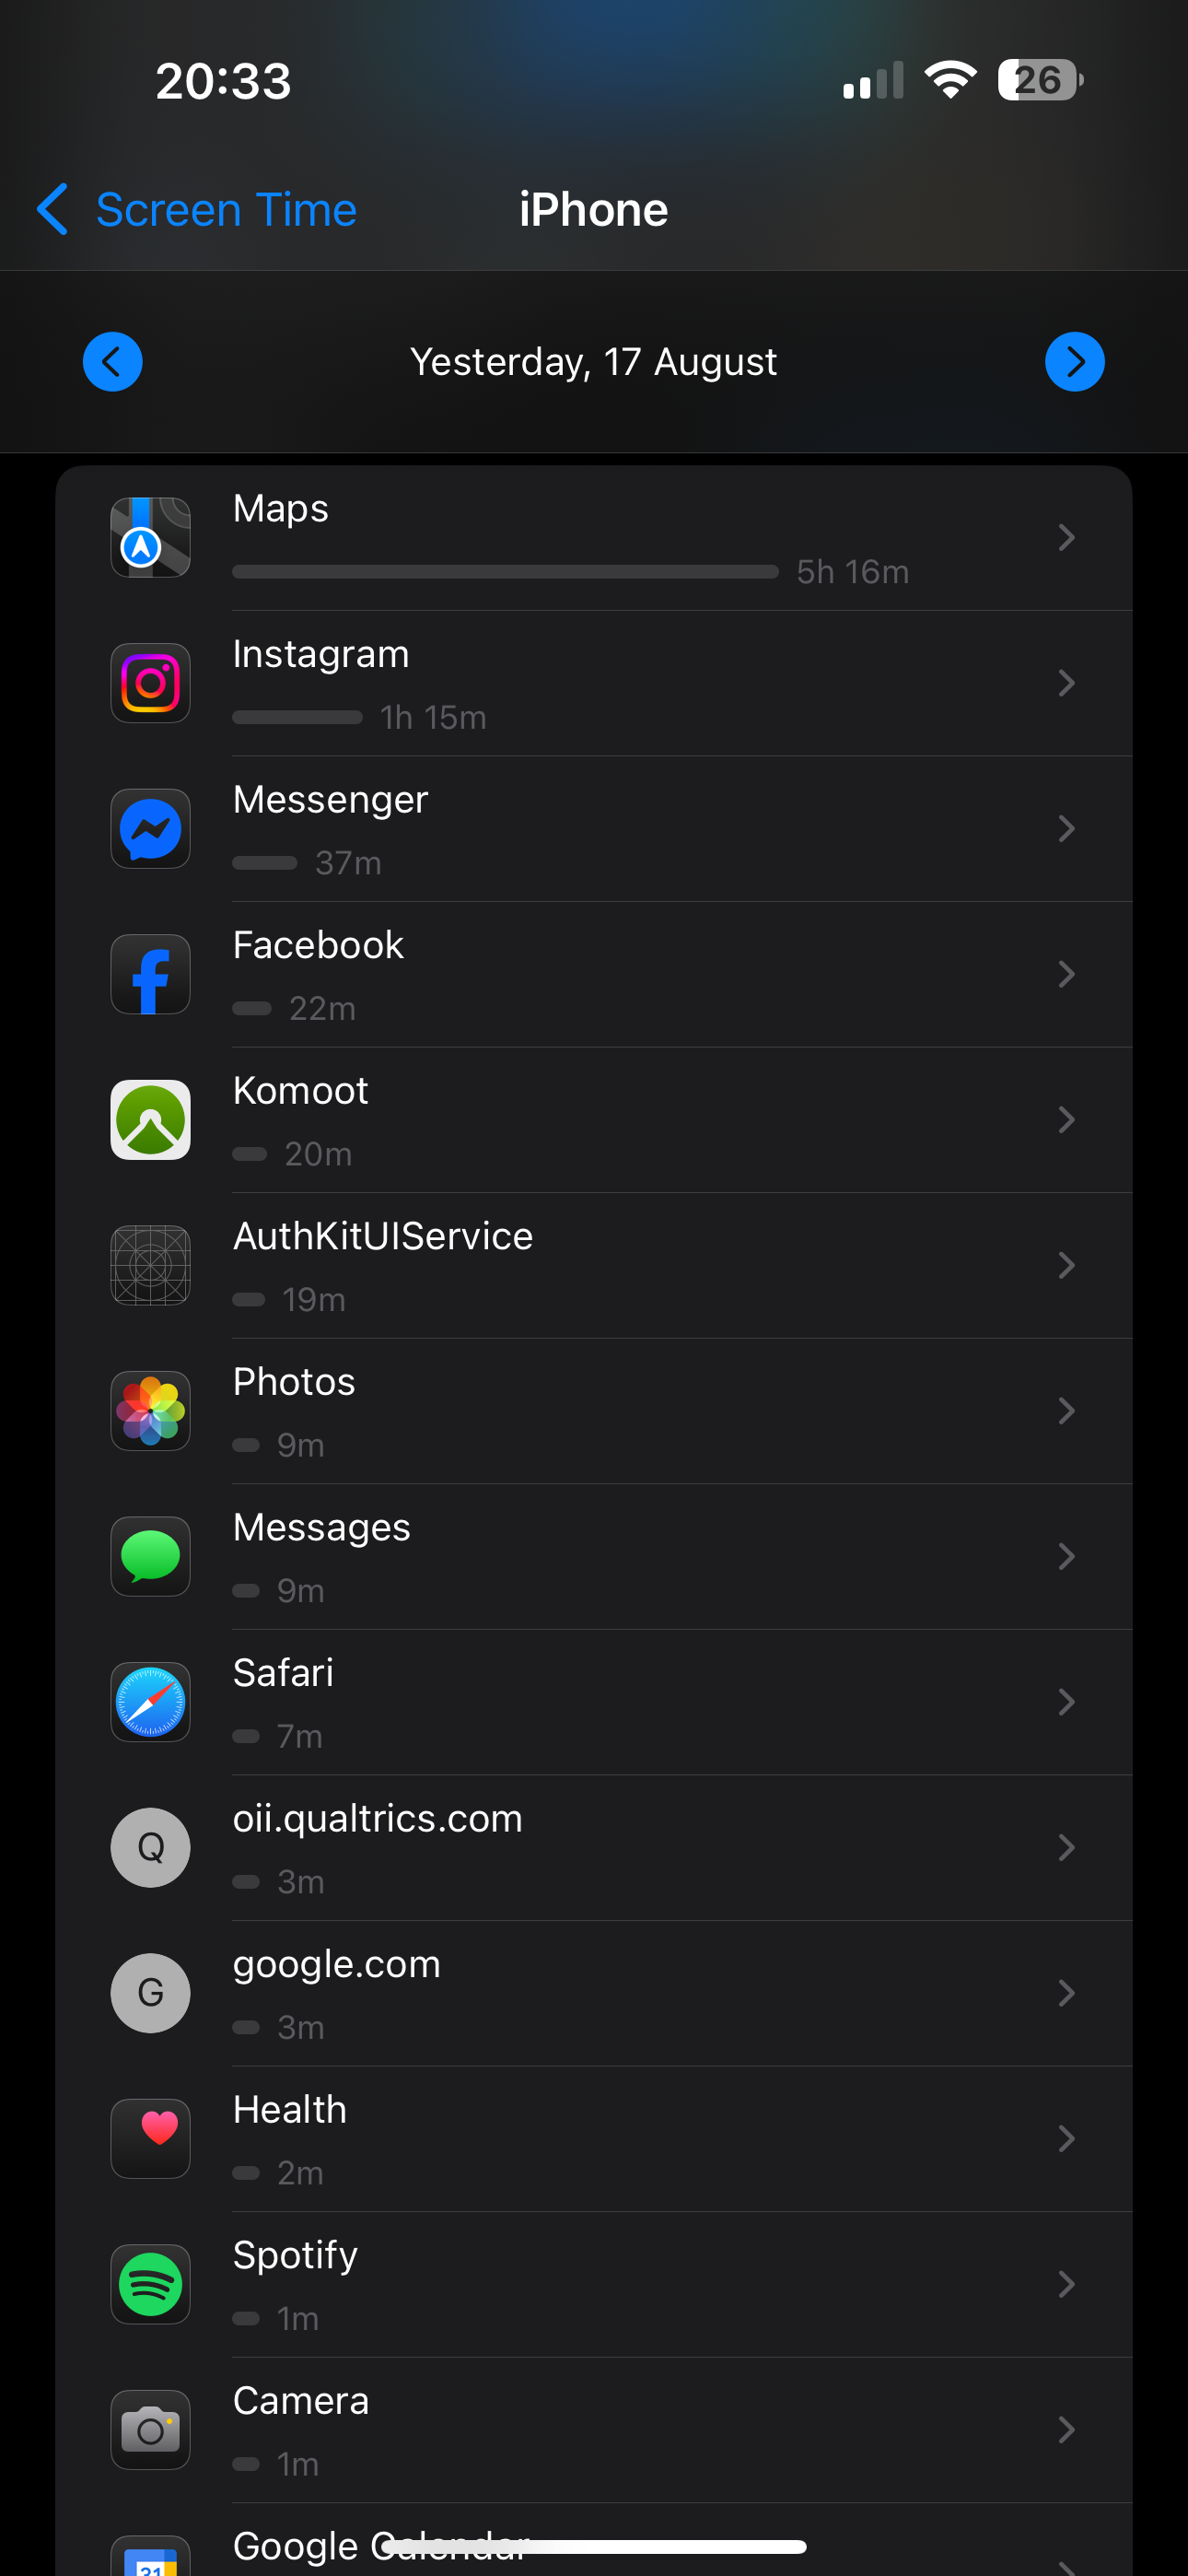 20:33
26
Screen Time
iPhone
Yesterday, 17 August
Maps
5h 16m
Instagram
1h 15m
Messenger
37m
Facebook
22m
Komoot
20m
AuthKitUIService
19m
Photos
9m
Messages
9m
Safari
7m
Q
oii.qualtrics.com
3m
G
google.com
3m
Health
2m
Spotify
1m
Camera
1m
Google Calendar
31